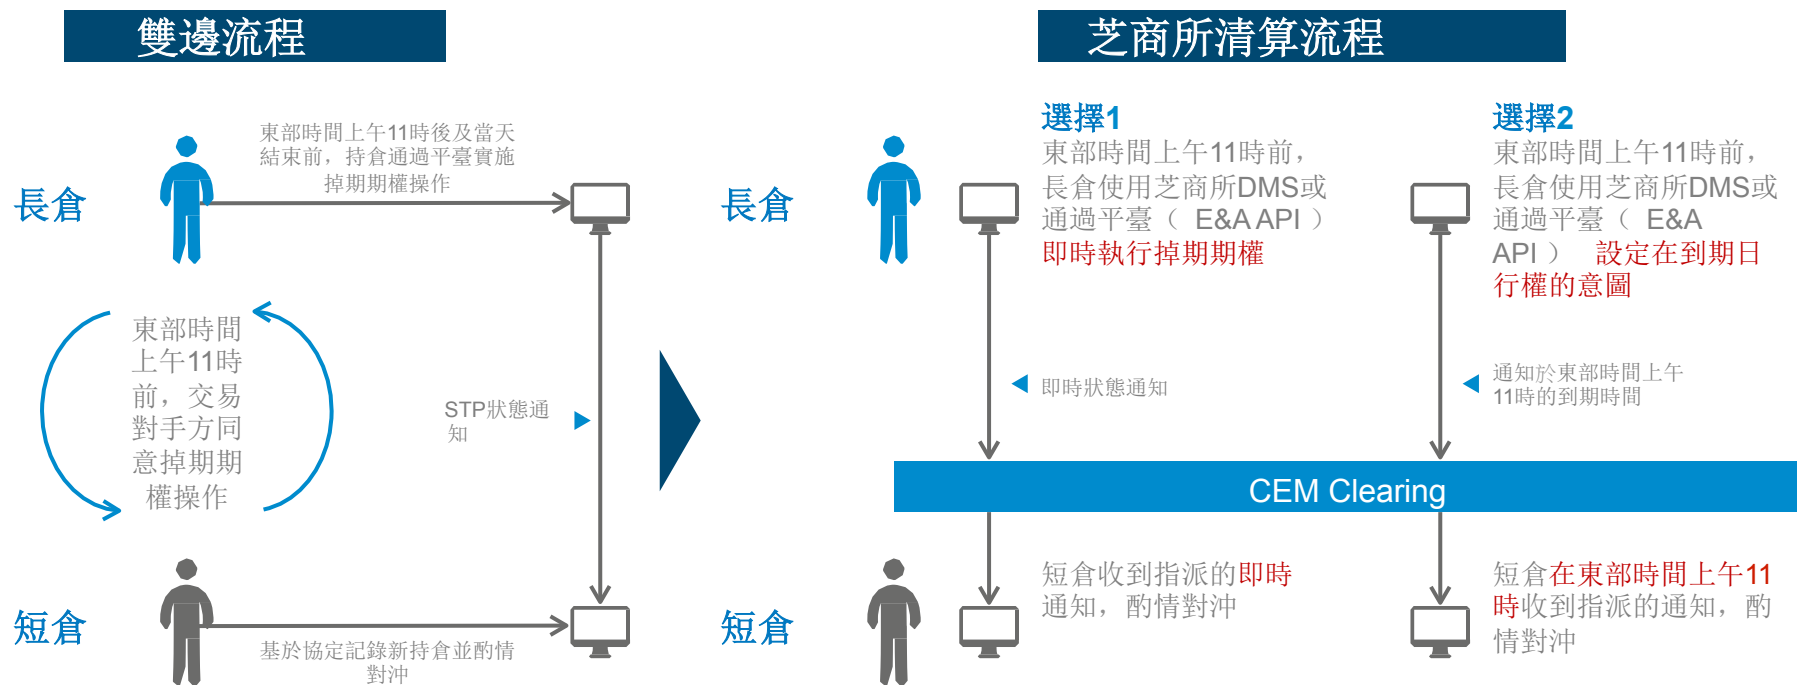 雙邊流程
東部時間上午11時後及當天
結束前，持倉通過平臺實施
掉期期權操作
長倉
東部時間
上午11時
前，交易
對手方同
意掉期期
權操作
STP狀態通
知
短倉
基於協定記錄新持倉並酌情
對沖
芝商所清算流程
長倉
選擇1
東部時間上午11時前，
長倉使用芝商所DMS或
通過平臺（ E&A API ）
即時執行掉期期權
即時狀態通知
選擇2
東部時間上午11時前，
長倉使用芝商所DMS或
通過平臺（ E&A
API ） 設定在到期日
行權的意圖
通知於東部時間上午
11時的到期時間
CEM Clearing
短倉
短倉收到指派的即時
通知，酌情對沖
短倉在東部時間上午11
時收到指派的通知，酌
情對沖